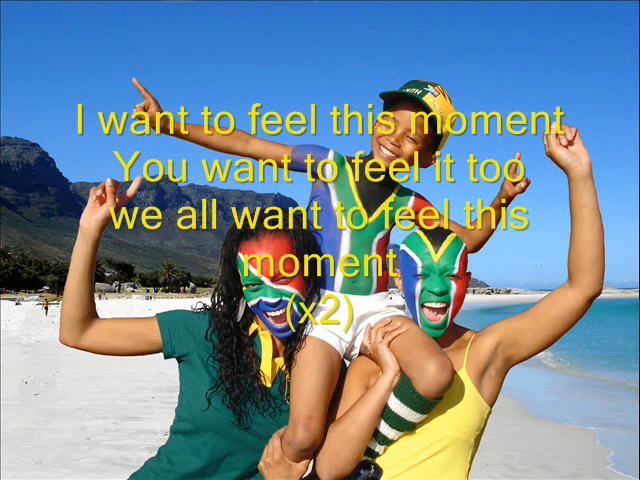 I want to feel this moment
You want to feel it too
we all want to feel this
moment
(x2)